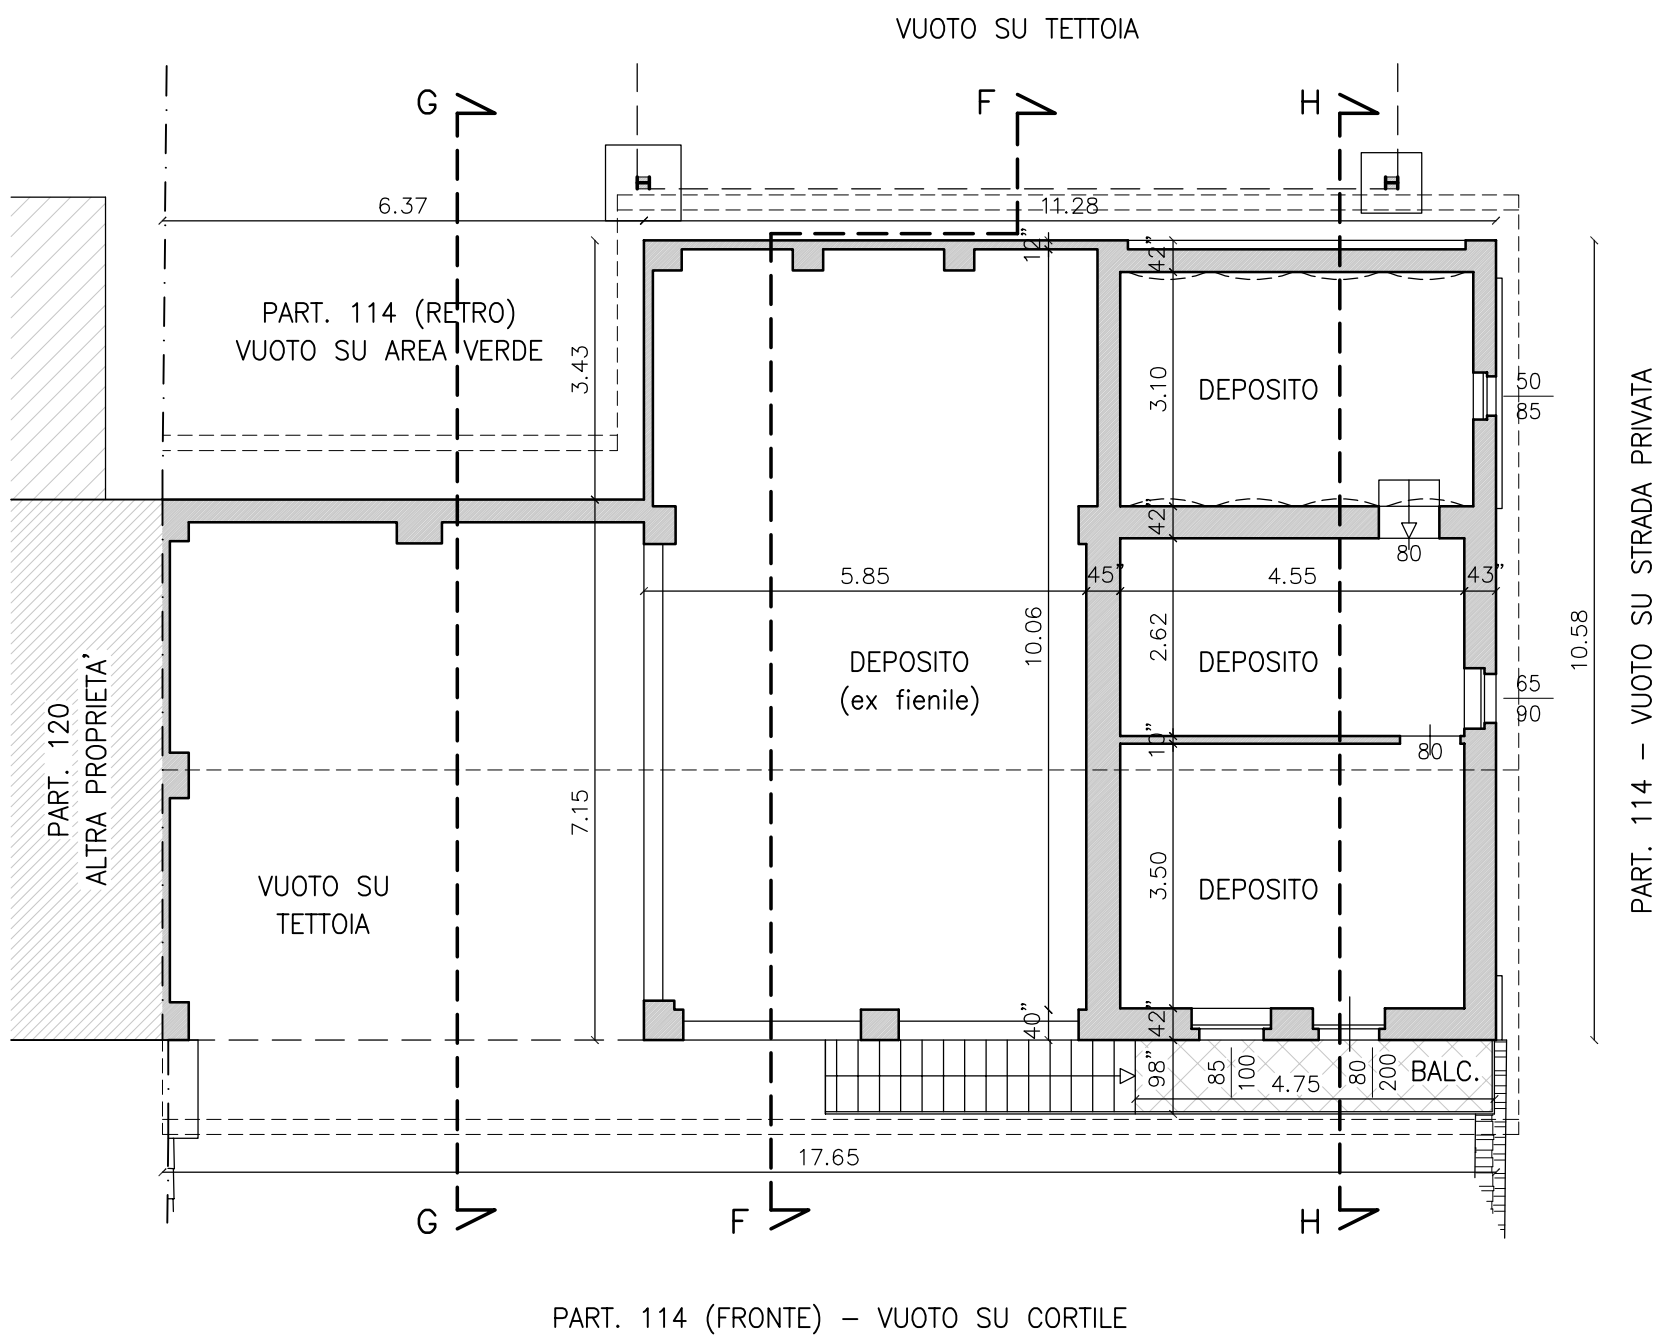 VUOTO SU TETTOIA
G
F
H
6.37
11.28
12"
42"
PART. 114 (RETRO)
VUOTO SU AREA VERDE
3.43
3.10
DEPOSITO
50
85
PART. 114 – VUOTO SU STRADA PRIVATA
42"
80
5.85
45"
4.55
43"
10.06
2.62
10.58
DEPOSITO
(ex fienile)
DEPOSITO
65
90
10"
80
PART. 120
ALTRA PROPRIETA'
7.15
3.50
VUOTO SU
TETTOIA
DEPOSITO
40"
42"
98"
85
100
4.75
80
200
BALC.
17.65
G
F
H
PART. 114 (FRONTE) – VUOTO SU CORTILE